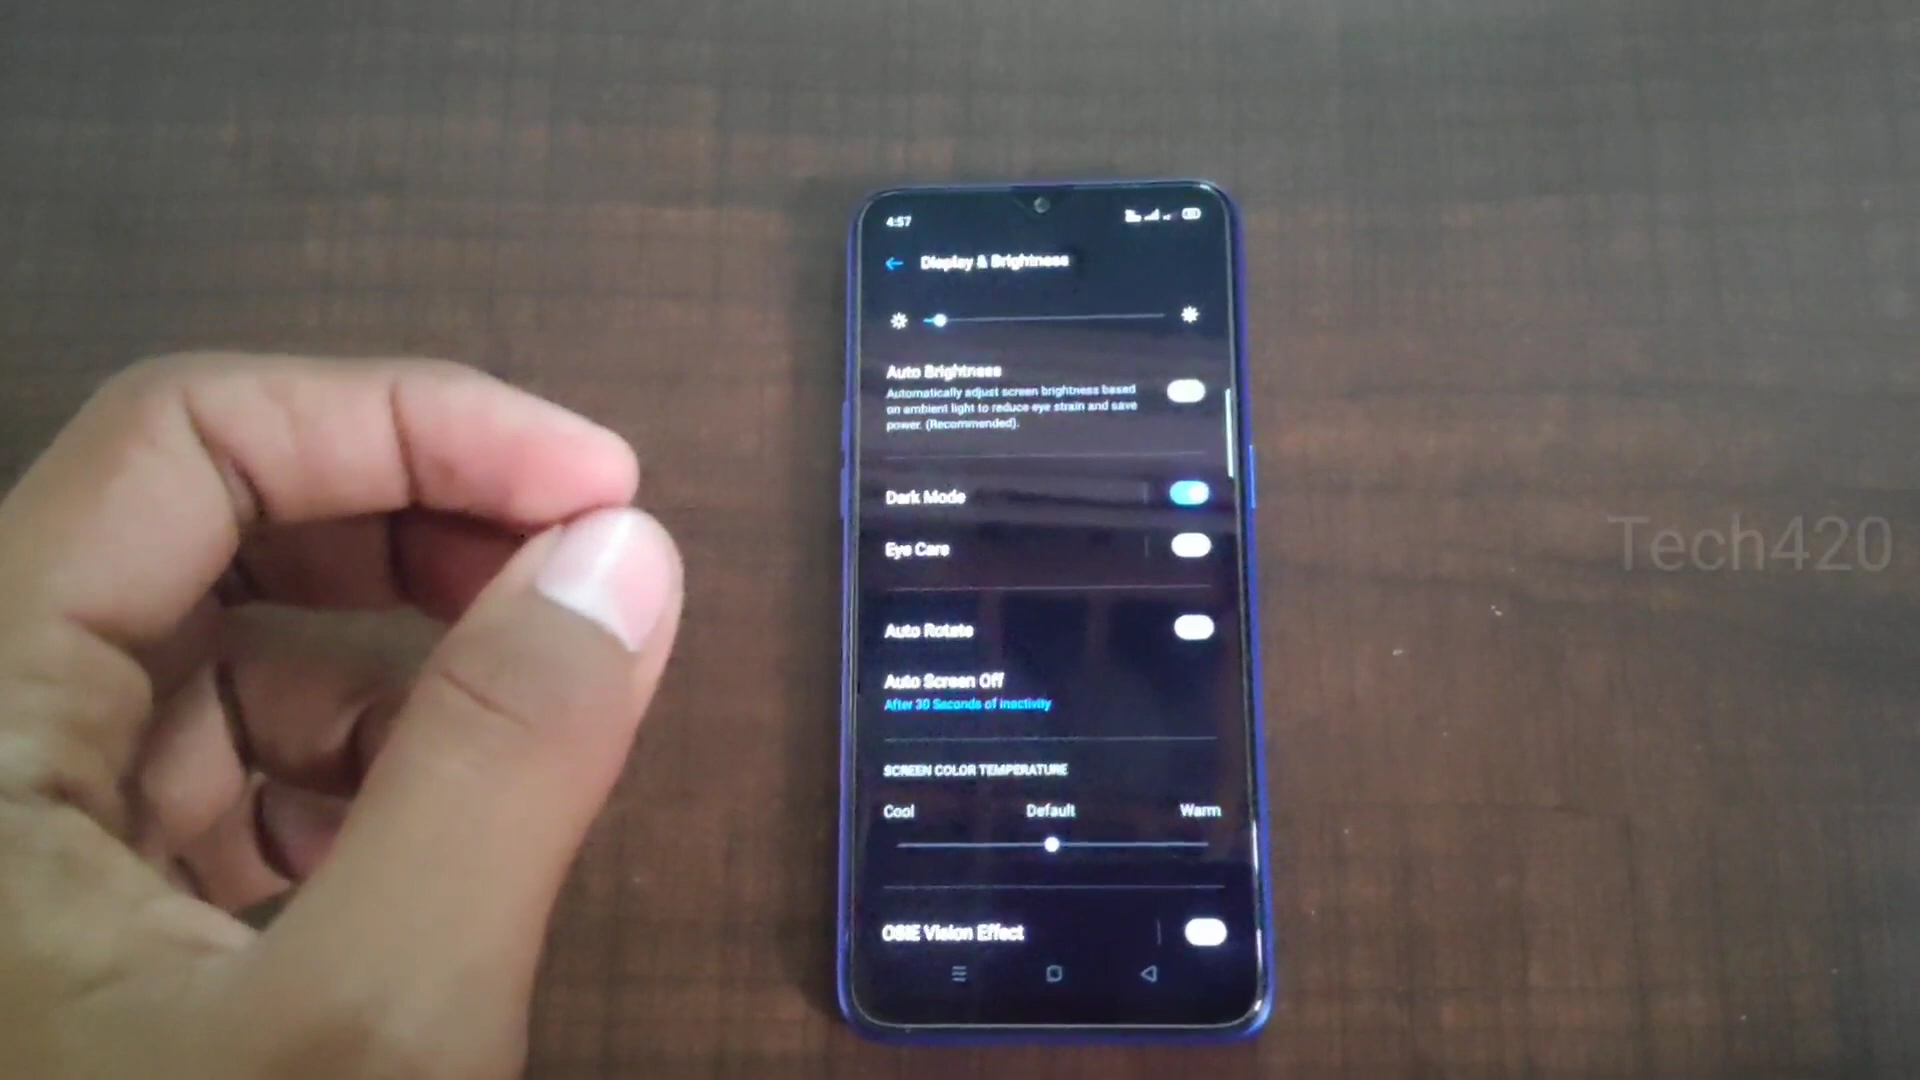 4:57
Display & Brightness
Auto Brightness
Automatically adjust screen brightness based
on ambient light to reduce eye strain and save
power. (Recommended).
Dark Mode
Eye Care
Auto Rotate
Auto Screen Off
After 30 Seconds of Inactivity
SCREEN COLOR TEMPERATURE
Cool Default Warm
OSIE Vision Effect
Tech420